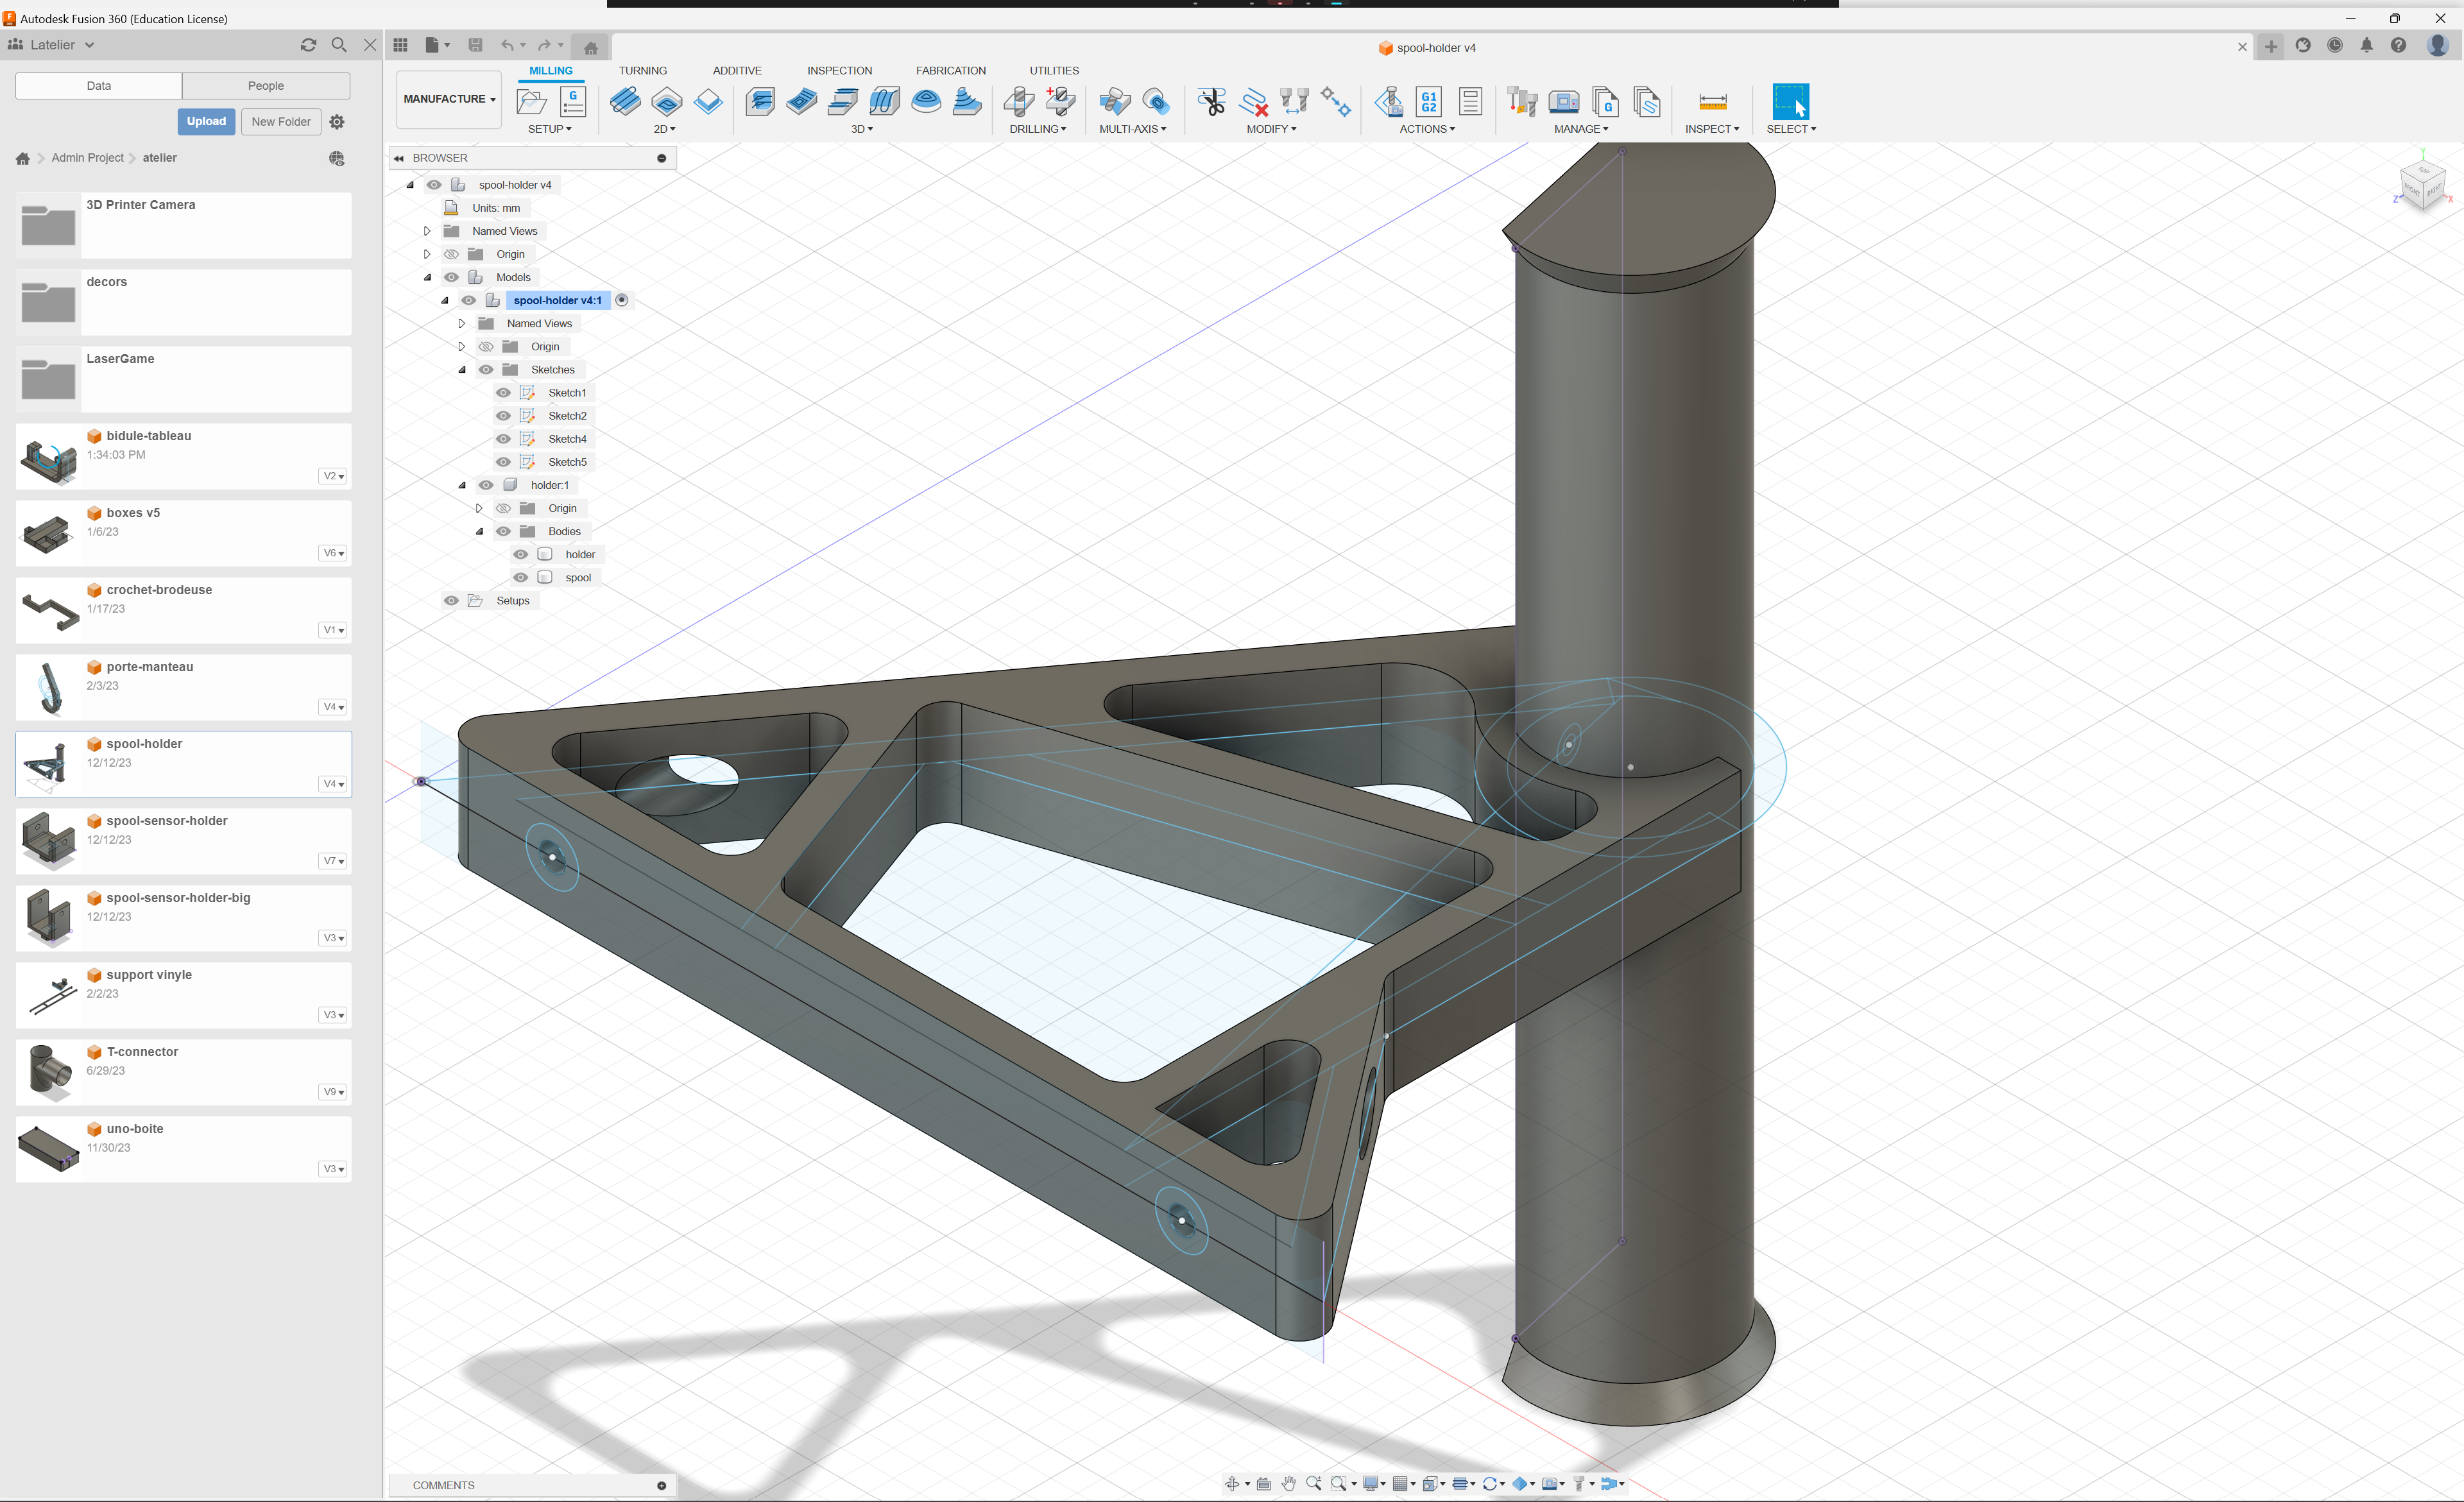 Autodesk Fusion 360 (Education License)
Latelier
spool-holder v4
Data
People
Upload
New Folder
Admin Project
atelier
3D Printer Camera
decors
LaserGame
bidule-tableau
1:34:03 PM
V2
boxes v5
1/6/23
V6
crochet-brodeuse
1/17/23
V1
porte-manteau
2/3/23
V4
spool-holder
12/12/23
V4
spool-sensor-holder
12/12/23
V7
spool-sensor-holder-big
12/12/23
V3
support vinyle
2/2/23
V3
T-connector
6/29/23
V9
uno-boite
11/30/23
V3
MANUFACTURE
MILLING
TURNING
ADDITIVE
INSPECTION
FABRICATION
UTILITIES
G
G1
G2
G
SETUP
2D
3D
DRILLING
MULTI-AXIS
MODIFY
ACTIONS
MANAGE
INSPECT
SELECT
BROWSER
spool-holder v4
Units: mm
Named Views
Origin
Models
spool-holder v4:1
Named Views
Origin
Sketches
Sketch1
Sketch2
Sketch4
Sketch5
holder:1
Origin
Bodies
holder
spool
Setups
Y
TOP
FRONT
RIGHT
Z
X
COMMENTS